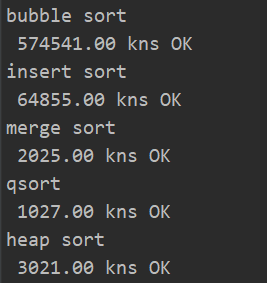 bubble sort
574541.00 kns OK
insert sort
64855.00 kns OK
merge sort
2025.00 kns OK
qsort
1027.00 kns OK
heap sort
3021.00 kns OK